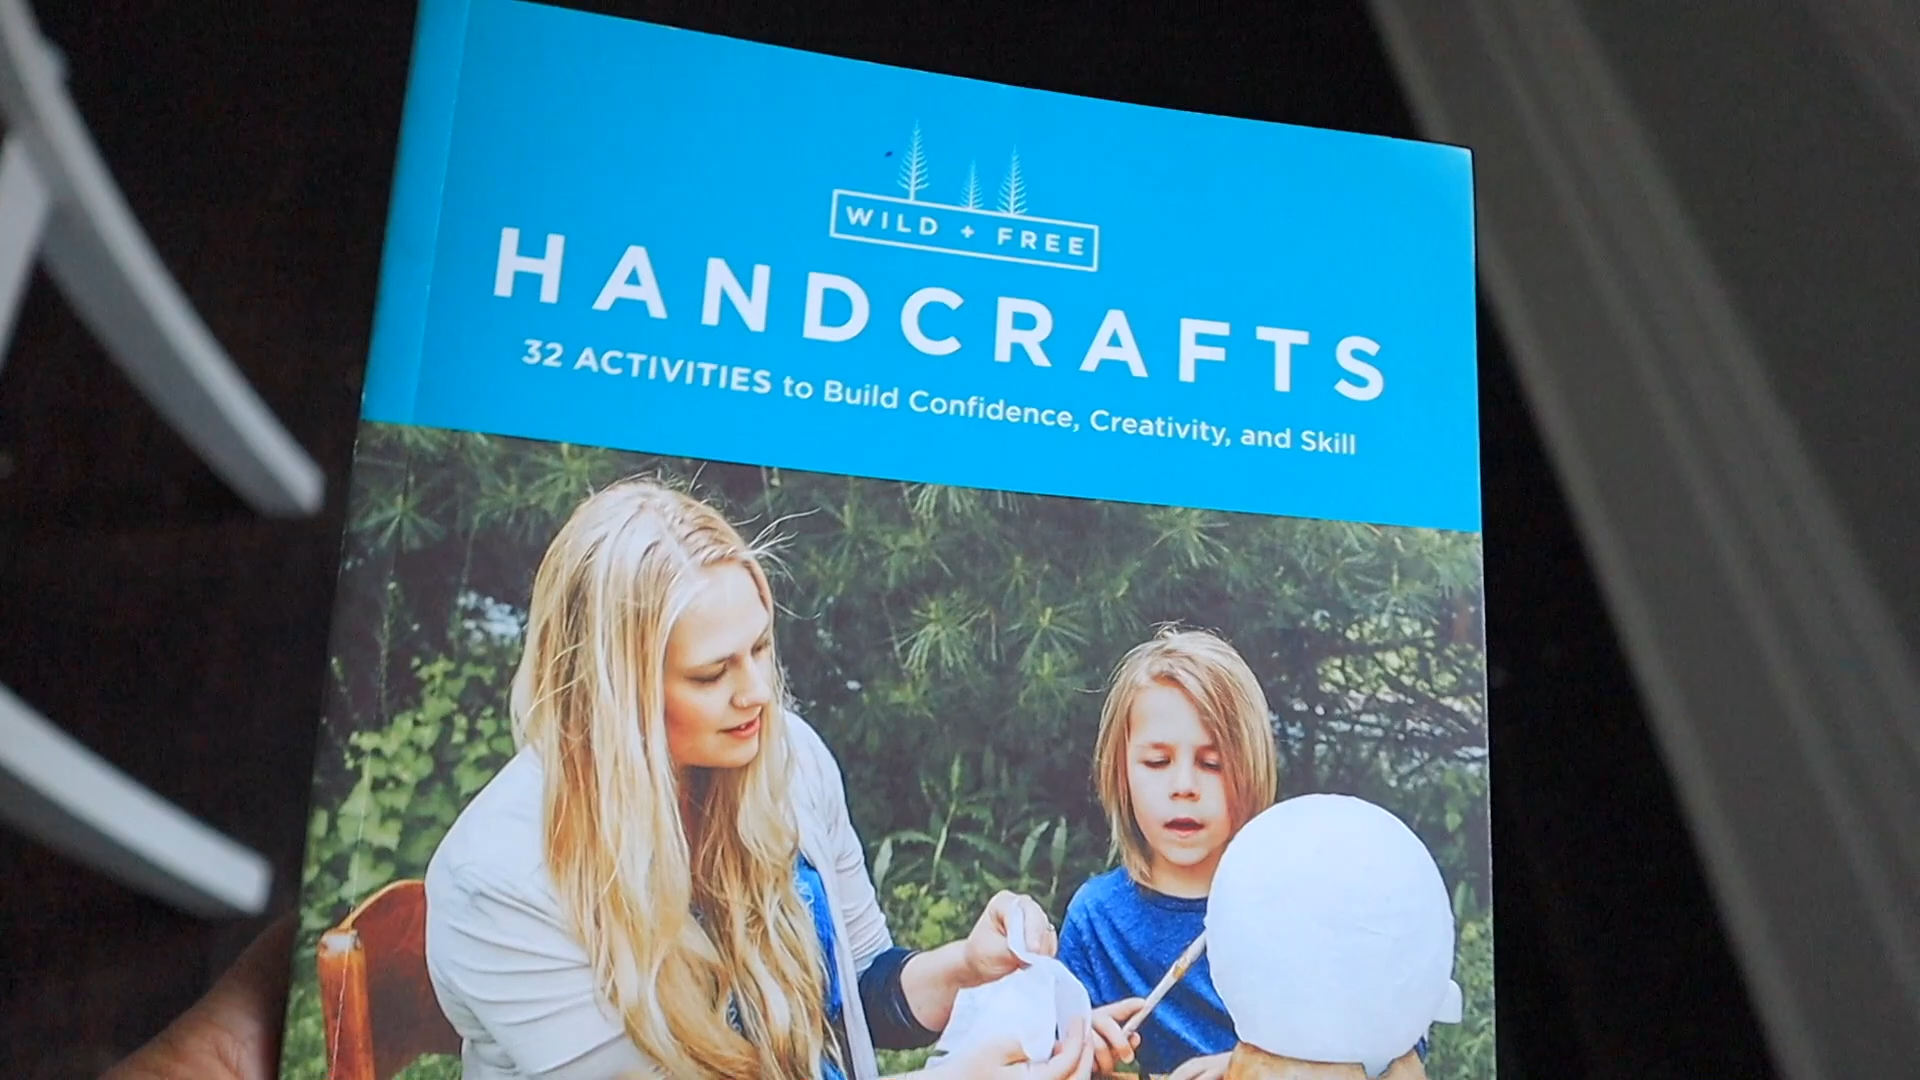 WILD + FREE
HANDCRAFTS
32 ACTIVITIES to Build Confidence, Creativity, and Skill